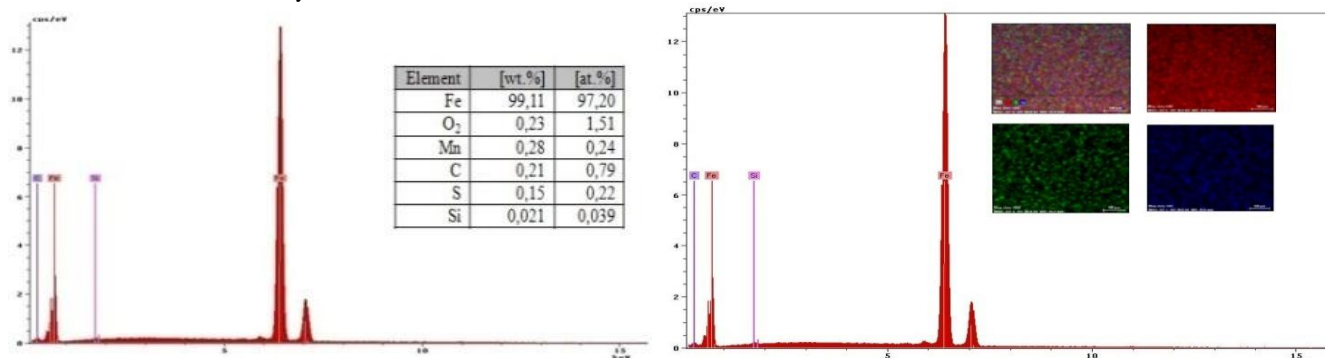 cps/eV
12
10
8
6
4
2
0
C Fe Si Fe
5 10 15
Element [wt.%] [at.%]
Fe 99,11 97,20
O2 0,23 1,51
Mn 0,28 0,24
C 0,21 0,79
S 0,15 0,22
Si 0,021 0,039
cps/eV
12
10
8
6
4
2
0
C Fe Si Fe
5 10 15